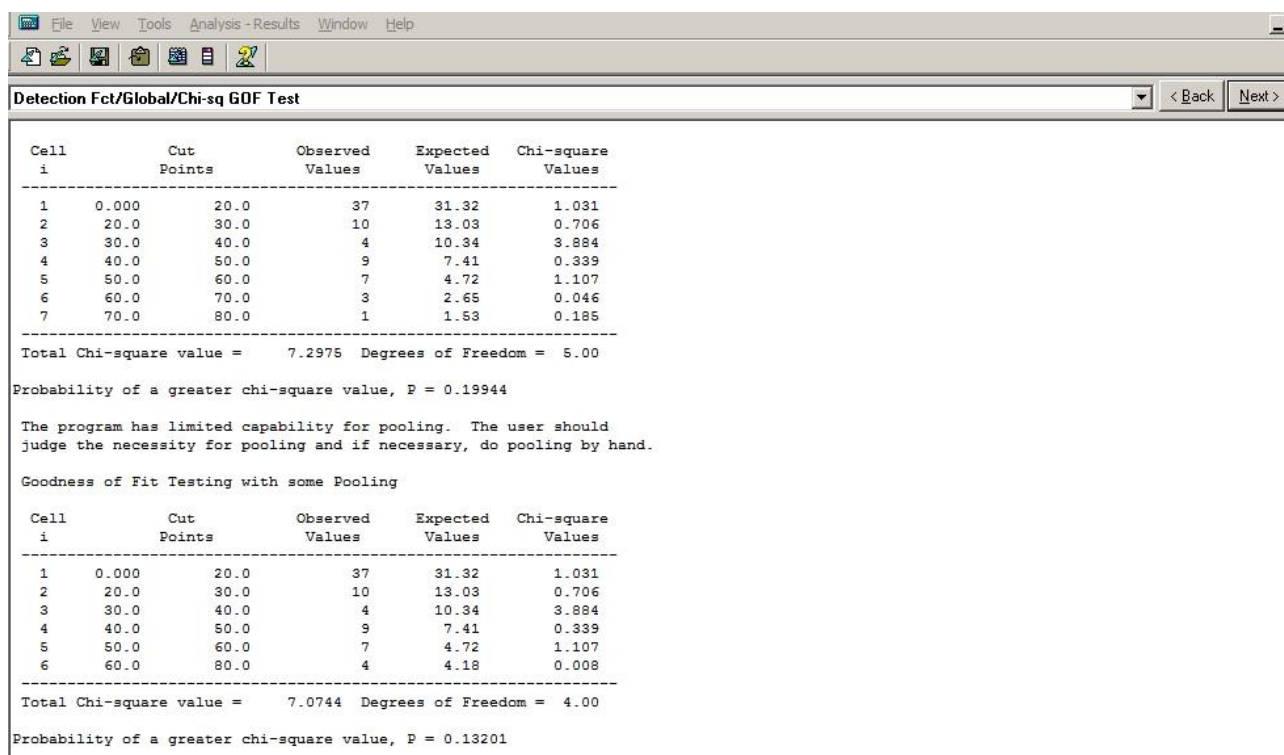 File View Tools Analysis - Results Window Help
Detection Fct/Global/Chi-sq GOF Test < Back Next >
Cell Cut Observed Expected Chi-square
i Points Values Values Values
1 0.000 20.0 37 31.32 1.031
2 20.0 30.0 10 13.03 0.706
3 30.0 40.0 4 10.34 3.884
4 40.0 50.0 9 7.41 0.339
5 50.0 60.0 7 4.72 1.107
6 60.0 70.0 3 2.65 0.046
7 70.0 80.0 1 1.53 0.185
Total Chi-square value = 7.2975 Degrees of Freedom = 5.00
Probability of a greater chi-square value, P = 0.19944
The program has limited capability for pooling. The user should
judge the necessity for pooling and if necessary, do pooling by hand.
Goodness of Fit Testing with some Pooling
Cell Cut Observed Expected Chi-square
i Points Values Values Values
1 0.000 20.0 37 31.32 1.031
2 20.0 30.0 10 13.03 0.706
3 30.0 40.0 4 10.34 3.884
4 40.0 50.0 9 7.41 0.339
5 50.0 60.0 7 4.72 1.107
6 60.0 80.0 4 4.18 0.008
Total Chi-square value = 7.0744 Degrees of Freedom = 4.00
Probability of a greater chi-square value, P = 0.13201